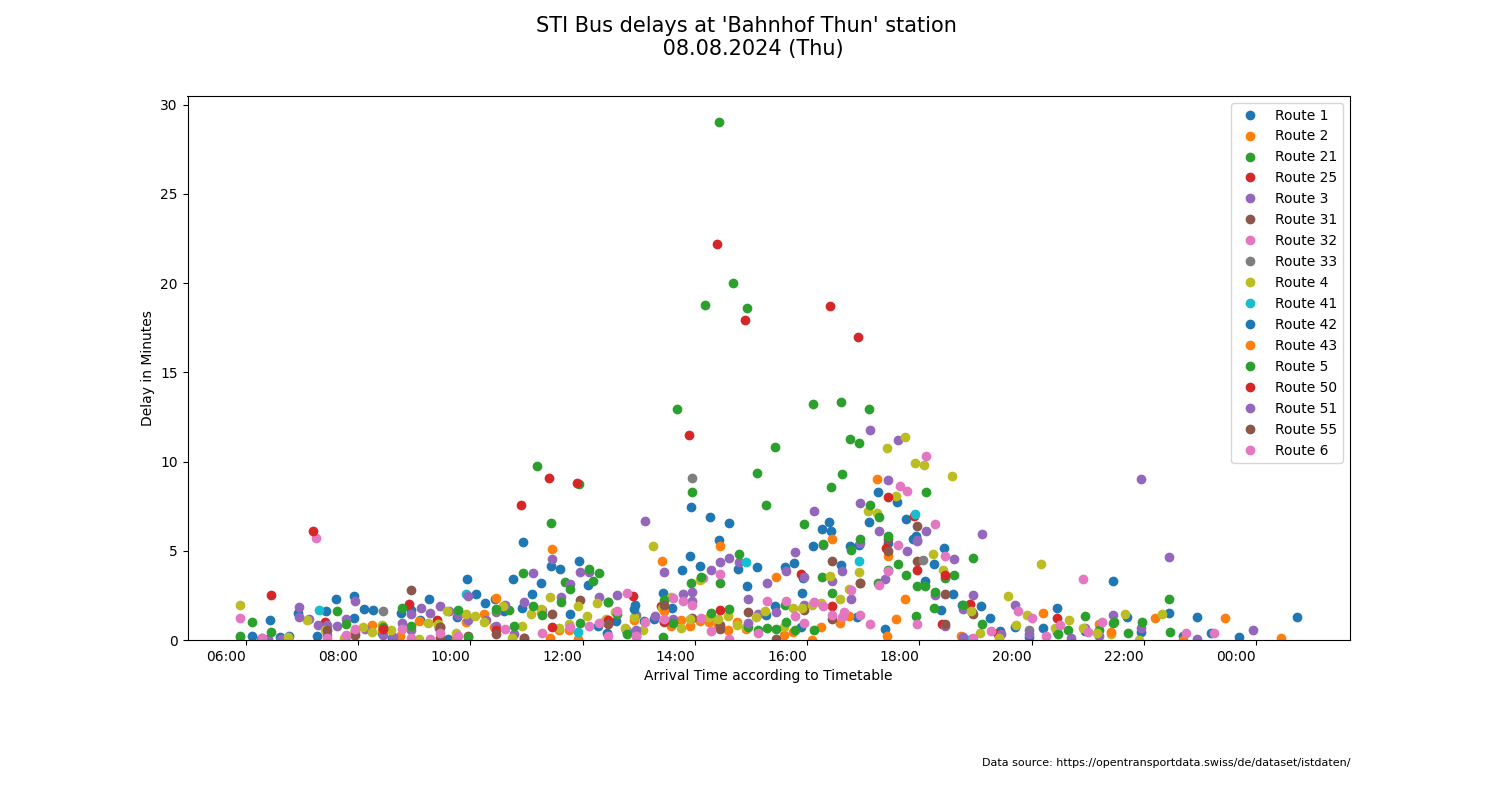 STI Bus delays at 'Bahnhof Thun' station
08.08.2024 (Thu)
30
25
20
15
10
5
0
Delay in Minutes
06:00
08:00
10:00
12:00
14:00
16:00
18:00
20:00
22:00
00:00
Arrival Time according to Timetable
Route 1
Route 2
Route 21
Route 25
Route 3
Route 31
Route 32
Route 33
Route 4
Route 41
Route 42
Route 43
Route 5
Route 50
Route 51
Route 55
Route 6
Data source: https://opentransportdata.swiss/de/dataset/istdaten/